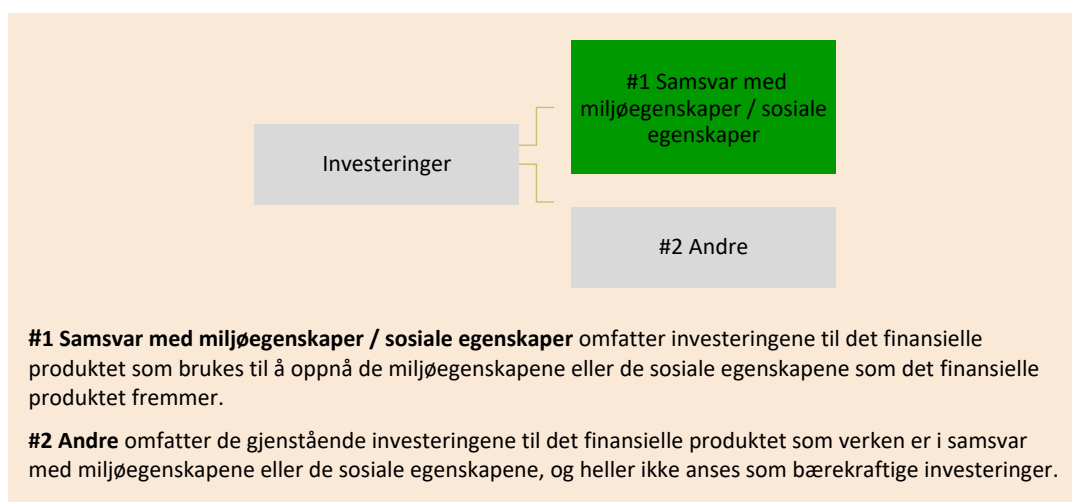 #1 Samsvar med
miljøegenskaper / sosiale
egenskaper
Investeringer
#2 Andre
#1 Samsvar med miljøegenskaper / sosiale egenskaper omfatter investeringene til det finansielle
produktet som brukes til å oppnå de miljøegenskapene eller de sosiale egenskapene som det finansielle
produktet fremmer.
#2 Andre omfatter de gjenstående investeringene til det finansielle produktet som verken er i samsvar
med miljøegenskapene eller de sosiale egenskapene, og heller ikke anses som bærekraftige investeringer.